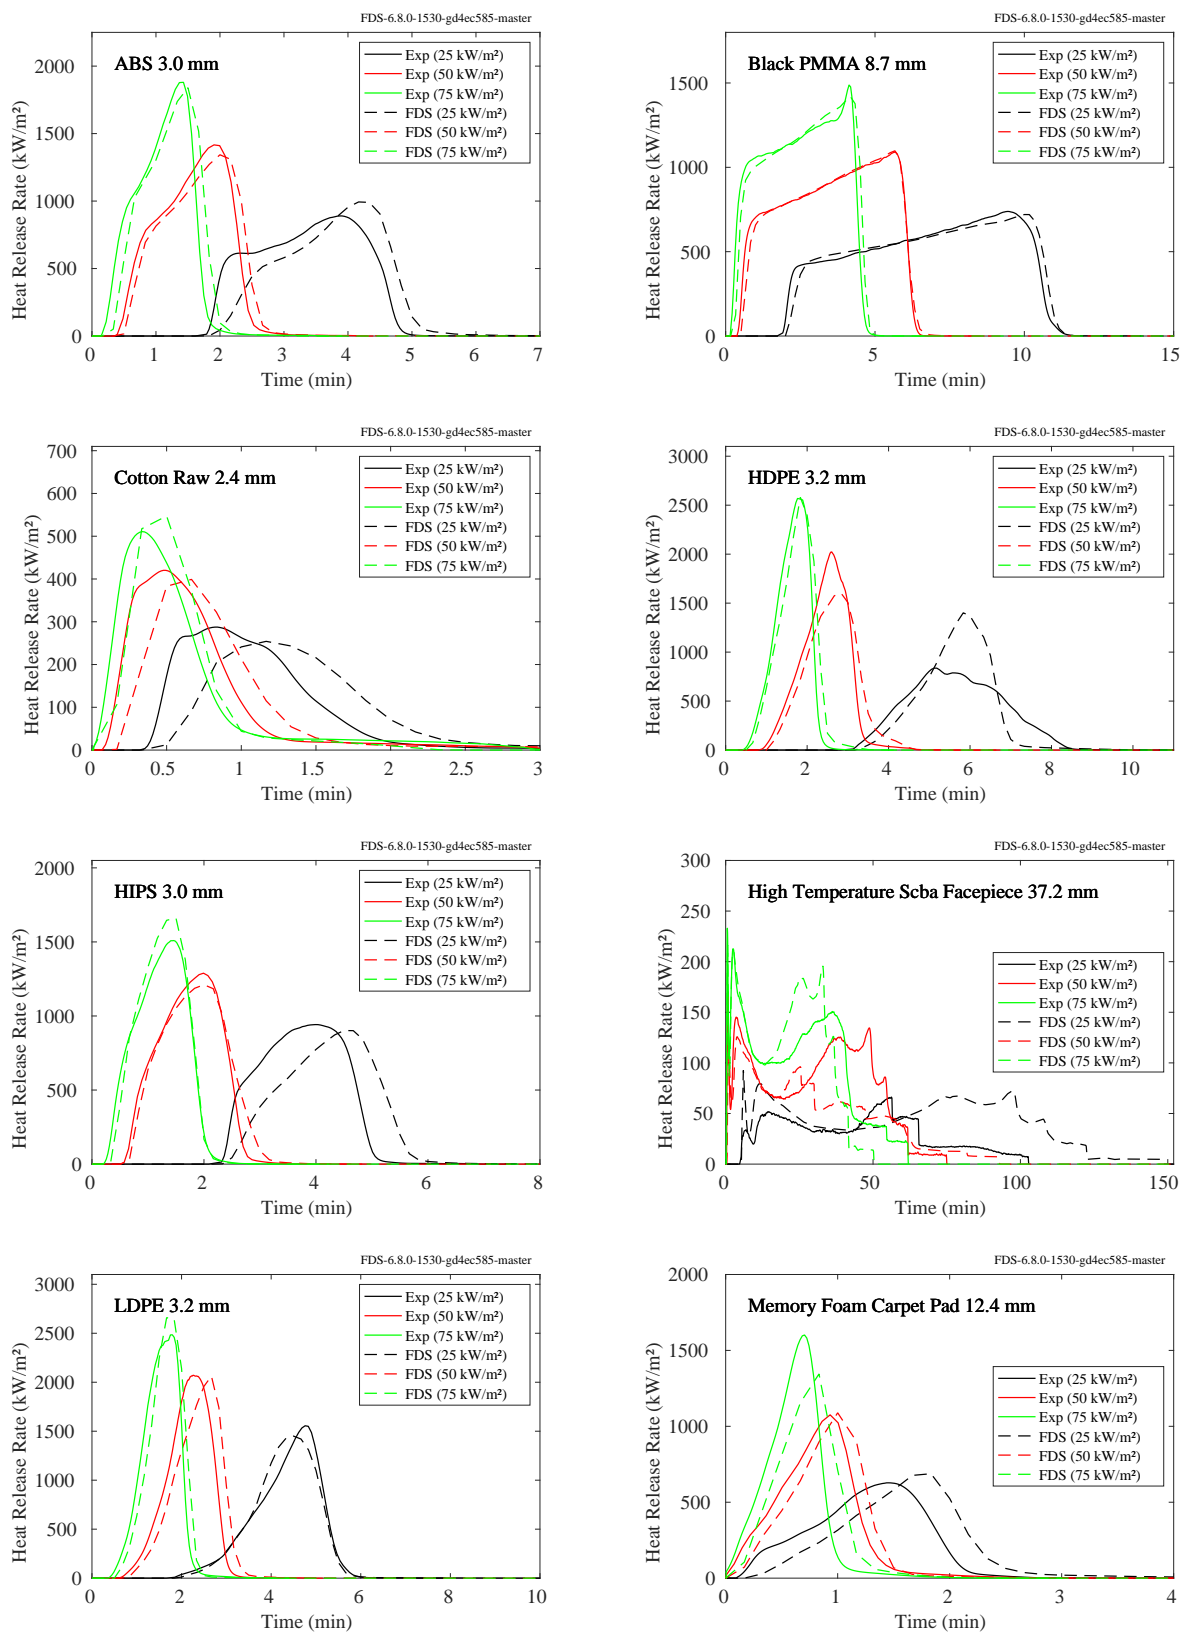 FDS-6.8.0-1530-gd4ec585-master
ABS 3.0 mm
Exp (25 kW/m²)
Exp (50 kW/m²)
Exp (75 kW/m²)
FDS (25 kW/m²)
FDS (50 kW/m²)
FDS (75 kW/m²)
Heat Release Rate (kW/m²)
2000
1500
1000
500
0
0 1 2 3 4 5 6 7
Time (min)
FDS-6.8.0-1530-gd4ec585-master
Black PMMA 8.7 mm
Exp (25 kW/m²)
Exp (50 kW/m²)
Exp (75 kW/m²)
FDS (25 kW/m²)
FDS (50 kW/m²)
FDS (75 kW/m²)
Heat Release Rate (kW/m²)
1500
1000
500
0
0 5 10 15
Time (min)
FDS-6.8.0-1530-gd4ec585-master
Cotton Raw 2.4 mm
Exp (25 kW/m²)
Exp (50 kW/m²)
Exp (75 kW/m²)
FDS (25 kW/m²)
FDS (50 kW/m²)
FDS (75 kW/m²)
Heat Release Rate (kW/m²)
700
600
500
400
300
200
100
0
0 0.5 1 1.5 2 2.5 3
Time (min)
FDS-6.8.0-1530-gd4ec585-master
HDPE 3.2 mm
Exp (25 kW/m²)
Exp (50 kW/m²)
Exp (75 kW/m²)
FDS (25 kW/m²)
FDS (50 kW/m²)
FDS (75 kW/m²)
Heat Release Rate (kW/m²)
3000
2500
2000
1500
1000
500
0
0 2 4 6 8 10
Time (min)
FDS-6.8.0-1530-gd4ec585-master
HIPS 3.0 mm
Exp (25 kW/m²)
Exp (50 kW/m²)
Exp (75 kW/m²)
FDS (25 kW/m²)
FDS (50 kW/m²)
FDS (75 kW/m²)
Heat Release Rate (kW/m²)
2000
1500
1000
500
0
0 2 4 6 8
Time (min)
FDS-6.8.0-1530-gd4ec585-master
High Temperature Scba Facepiece 37.2 mm
Exp (25 kW/m²)
Exp (50 kW/m²)
Exp (75 kW/m²)
FDS (25 kW/m²)
FDS (50 kW/m²)
FDS (75 kW/m²)
Heat Release Rate (kW/m²)
300
250
200
150
100
50
0
0 50 100 150
Time (min)
FDS-6.8.0-1530-gd4ec585-master
LDPE 3.2 mm
Exp (25 kW/m²)
Exp (50 kW/m²)
Exp (75 kW/m²)
FDS (25 kW/m²)
FDS (50 kW/m²)
FDS (75 kW/m²)
Heat Release Rate (kW/m²)
3000
2500
2000
1500
1000
500
0
0 2 4 6 8 10
Time (min)
FDS-6.8.0-1530-gd4ec585-master
Memory Foam Carpet Pad 12.4 mm
Exp (25 kW/m²)
Exp (50 kW/m²)
Exp (75 kW/m²)
FDS (25 kW/m²)
FDS (50 kW/m²)
FDS (75 kW/m²)
Heat Release Rate (kW/m²)
2000
1500
1000
500
0
0 1 2 3 4
Time (min)